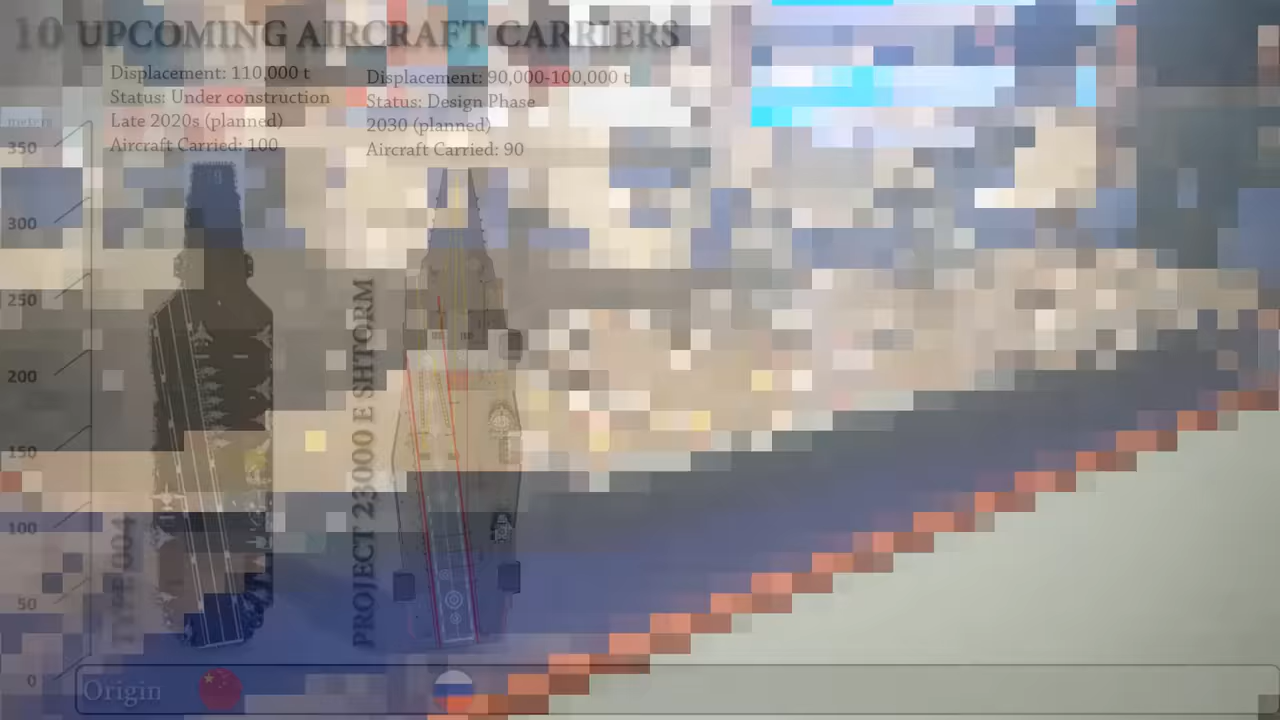 10 UPCOMING AIRCRAFT CARRIERS
Displacement: 110,000 t
Status: Under construction
Late 2020s (planned)
Aircraft Carried: 100
Displacement: 90,000-100,000 t
Status: Design Phase
2030 (planned)
Aircraft Carried: 90
meters
350
300
250
200
150
100
50
0
TYPE 004
PROJECT 23000 E SHTORM
Origin